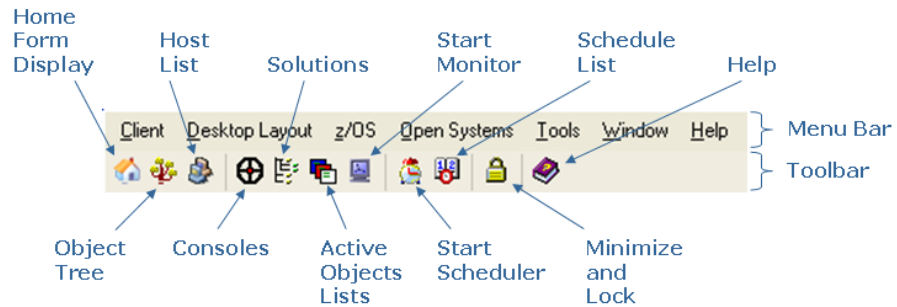 Home
Form
Display
Host
List
Solutions
Start
Monitor
Schedule
List
Help
Client Desktop Layout z/OS Open Systems Tools Window Help
Menu Bar
Toolbar
Object
Tree
Consoles
Active
Objects
Lists
Start
Scheduler
Minimize
and
Lock